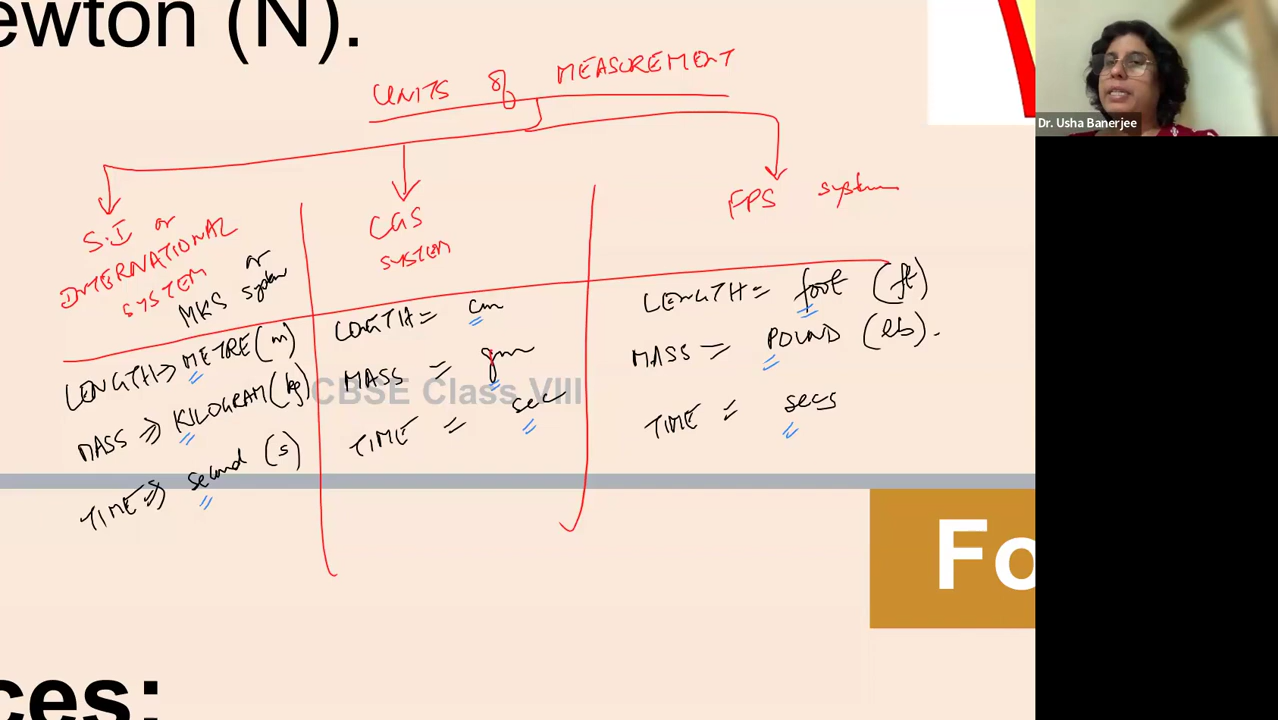 ewton (N).
UNITS of MEASUREMENT
S.I or
INTERNATIONAL
SYSTEM or
MKS system
LENGTH => METRE (m)
MASS => KILOGRAM (kg)
TIME => second (s)
CGS
SYSTEM
LENGTH = cm
MASS = gm
TIME = sec
FPS system
LENGTH = foot (ft)
MASS = POUND (lb).
TIME = secs
CBSE Class VIII
Fo
ces:
Dr. Usha Banerjee